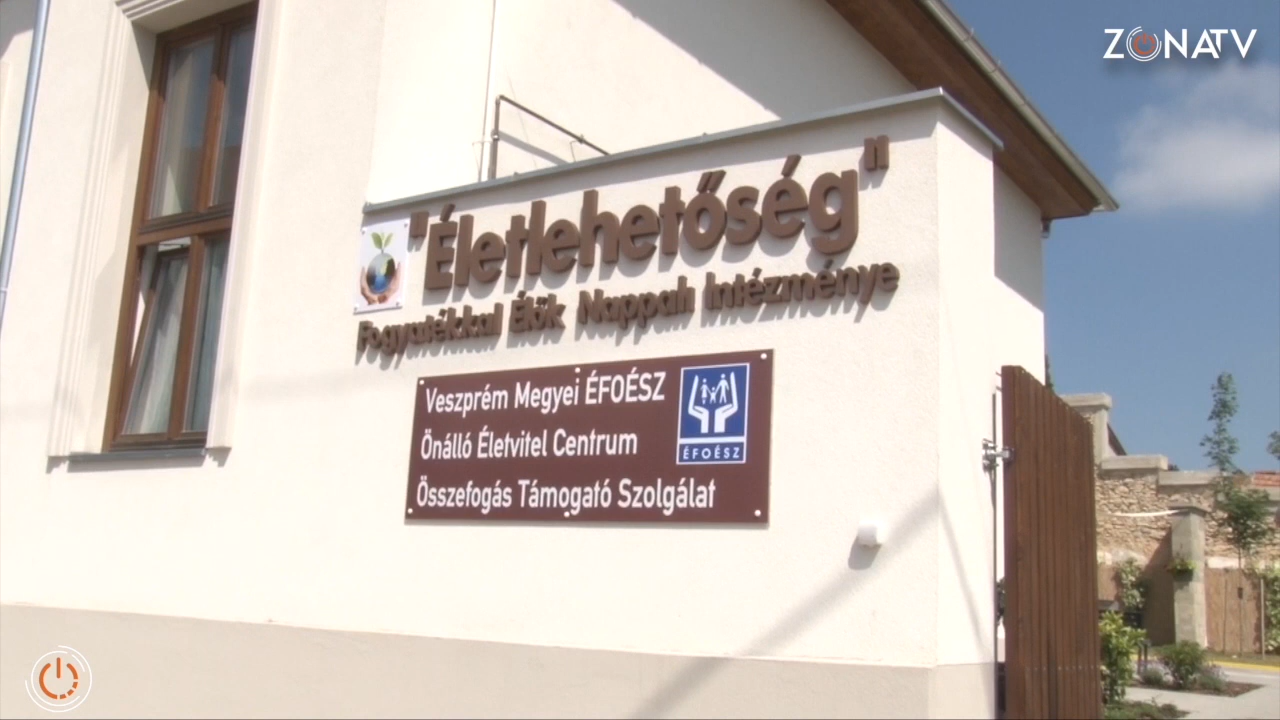 ZONATV
"Életlehetőség"
Fogyatékkal Élők Nappali Intézménye
Veszprém Megyei ÉFOÉSZ
Önálló Életvitel Centrum
Összefogás Támogató Szolgálat
ÉFOÉSZ